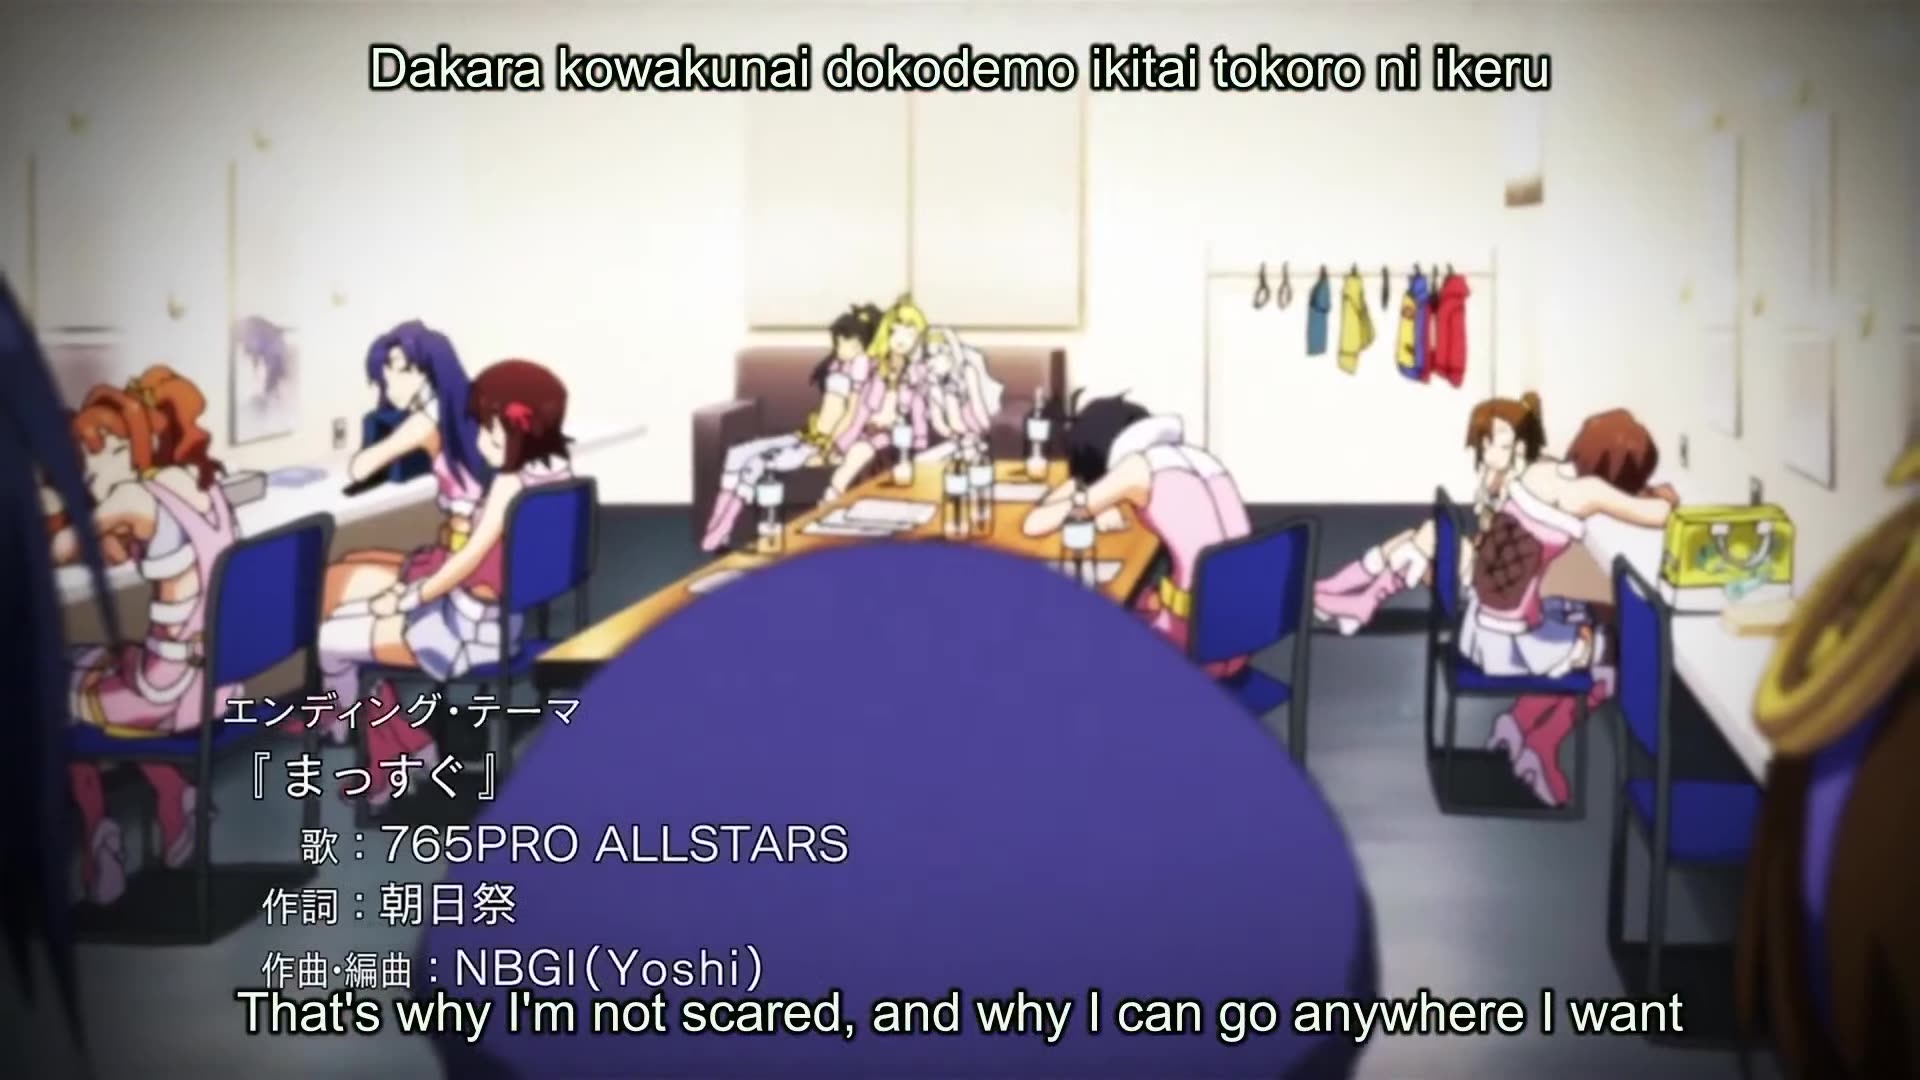 Dakara kowakunai dokodemo ikitai tokoro ni ikeru
エンディング・テーマ
『まっすぐ』
歌：765PRO ALLSTARS
作詞：朝日祭
作曲・編曲：NBGI(Yoshi)
That's why I'm not scared, and why I can go anywhere I want